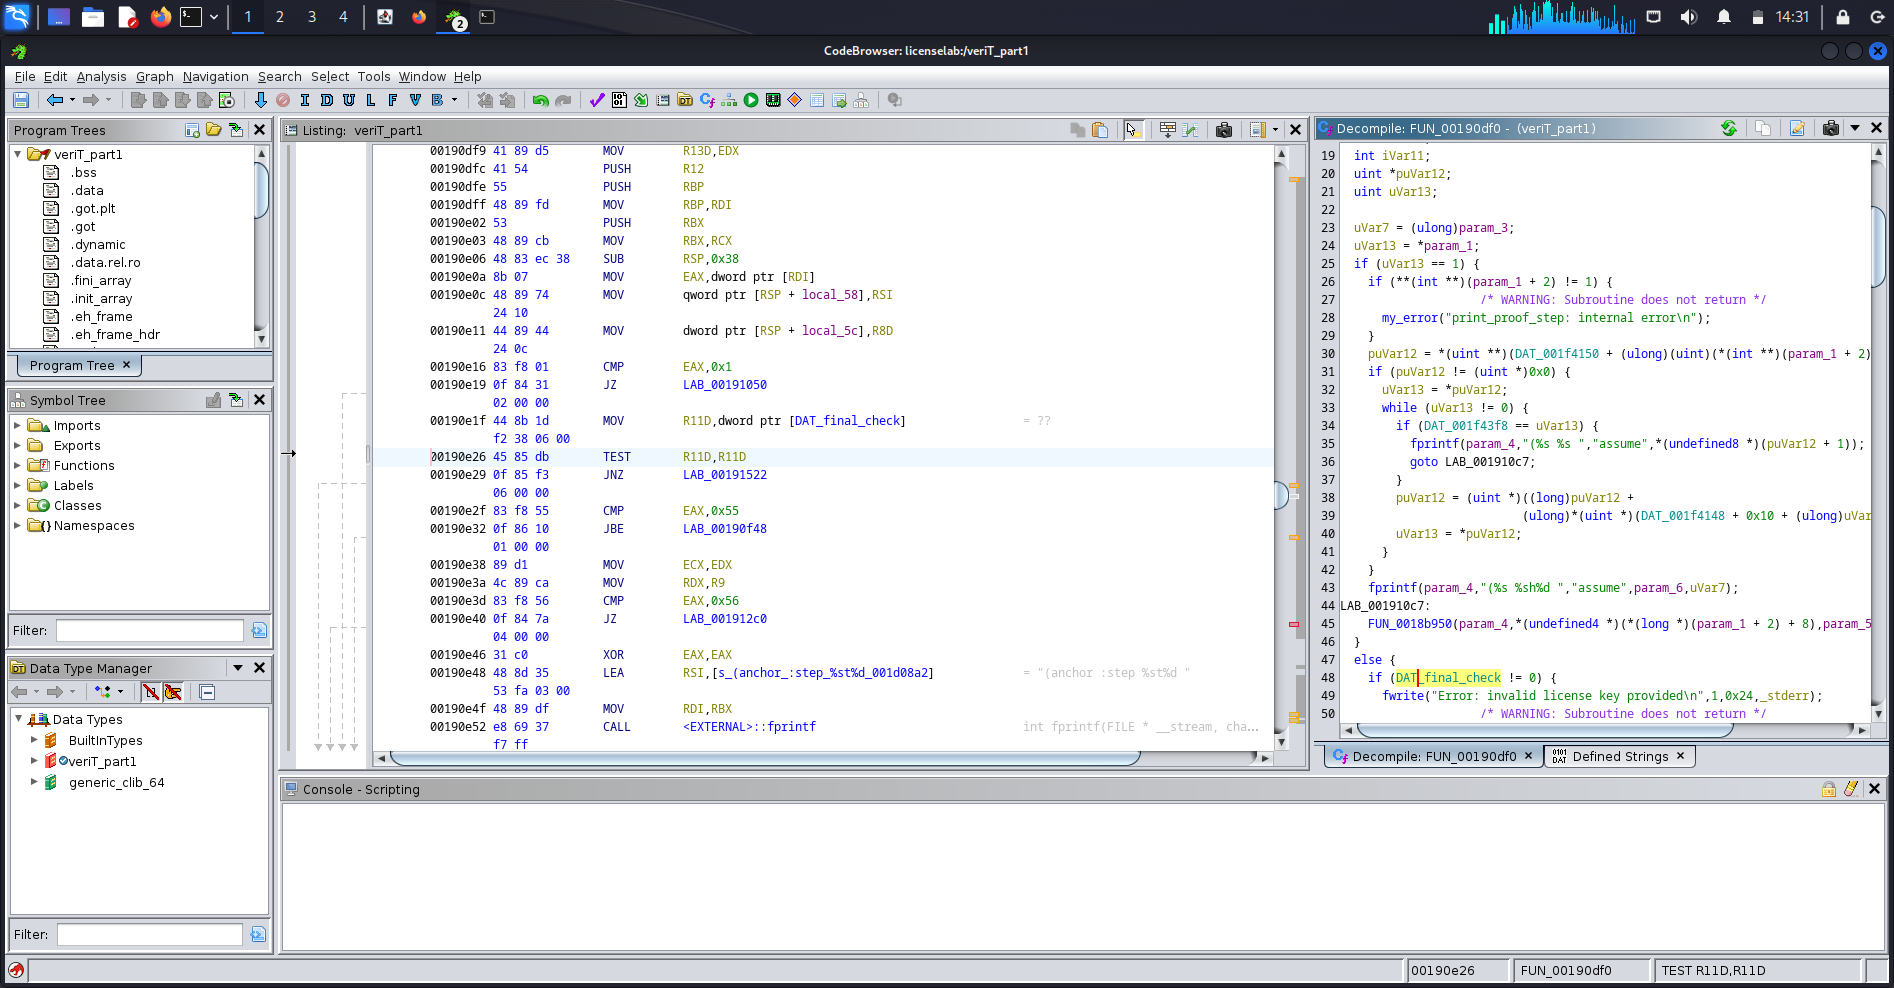 1 2 3 4 2 14:31
CodeBrowser: licenselab:/veriT_part1
File Edit Analysis Graph Navigation Search Select Tools Window Help
I D U L F V B
Program Trees
veriT_part1
.bss
.data
.got.plt
.got
.dynamic
.data.rel.ro
.fini_array
.init_array
.eh_frame
.eh_frame_hdr
Program Tree ×
Symbol Tree
Imports
Exports
Functions
Labels
Classes
Namespaces
Filter:
Data Type Manager
Data Types
BuiltInTypes
veriT_part1
generic_clib_64
Filter:
Listing: veriT_part1
00190df9 41 89 d5 MOV R13D,EDX
00190dfc 41 54 PUSH R12
00190dfe 55 PUSH RBP
00190dff 48 89 fd MOV RBP,RDI
00190e02 53 PUSH RBX
00190e03 48 89 cb MOV RBX,RCX
00190e06 48 83 ec 38 SUB RSP,0x38
00190e0a 8b 07 MOV EAX,dword ptr [RDI]
00190e0c 48 89 74 MOV qword ptr [RSP + local_58],RSI
24 10
00190e11 44 89 44 MOV dword ptr [RSP + local_5c],R8D
24 0c
00190e16 83 f8 01 CMP EAX,0x1
00190e19 0f 84 31 JZ LAB_00191050
02 00 00
00190e1f 44 8b 1d MOV R11D,dword ptr [DAT_final_check] = ??
f2 38 06 00
00190e26 45 85 db TEST R11D,R11D
00190e29 0f 85 f3 JNZ LAB_00191522
06 00 00
00190e2f 83 f8 55 CMP EAX,0x55
00190e32 0f 86 10 JBE LAB_00190f48
01 00 00
00190e38 89 d1 MOV ECX,EDX
00190e3a 4c 89 ca MOV RDX,R9
00190e3d 83 f8 56 CMP EAX,0x56
00190e40 0f 84 7a JZ LAB_001912c0
04 00 00
00190e46 31 c0 XOR EAX,EAX
00190e48 48 8d 35 LEA RSI,[s_(anchor_:step_%st%d_001d08a2] = "(anchor :step %st%d "
53 fa 03 00
00190e4f 48 89 df MOV RDI,RBX
00190e52 e8 69 37 CALL <EXTERNAL>::fprintf int fprintf(FILE * __stream, cha...
f7 ff
Decompile: FUN_00190df0 - (veriT_part1)
19 int iVar11;
20 uint *puVar12;
21 uint uVar13;
22
23 uVar7 = (ulong)param_3;
24 uVar13 = *param_1;
25 if (uVar13 == 1) {
26 if (**(int **)(param_1 + 2) != 1) {
27 /* WARNING: Subroutine does not return */
28 my_error("print_proof_step: internal error\n");
29 }
30 puVar12 = *(uint **)(DAT_001f4150 + (ulong)(uint)(*(int **)(param_1 + 2)
31 if (puVar12 != (uint *)0x0) {
32 uVar13 = *puVar12;
33 while (uVar13 != 0) {
34 if (DAT_001f43f8 == uVar13) {
35 fprintf(param_4,"(%s %s ","assume",*(undefined8 *)(puVar12 + 1));
36 goto LAB_001910c7;
37 }
38 puVar12 = (uint *)((long)puVar12 +
39 (ulong)*(uint *)(DAT_001f4148 + 0x10 + (ulong)uVar
40 uVar13 = *puVar12;
41 }
42 }
43 fprintf(param_4,"(%s %sh%d ","assume",param_6,uVar7);
44 LAB_001910c7:
45 FUN_0018b950(param_4,*(undefined4 *)(*(long *)(param_1 + 2) + 8),param_5
46 }
47 else {
48 if (DAT_final_check != 0) {
49 fwrite("Error: invalid license key provided\n",1,0x24,_stderr);
50 /* WARNING: Subroutine does not return */
Decompile: FUN_00190df0 × Defined Strings ×
Console - Scripting
00190e26 FUN_00190df0 TEST R11D,R11D